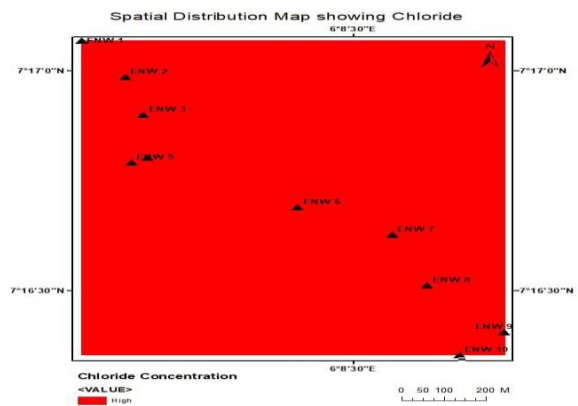 Spatial Distribution Map showing Chloride
6°8'30"E
ENW 1
N
7°17'0"N
7°17'0"N
ENW 2
ENW 3
ENW 5
ENW 6
ENW 7
ENW 8
7°16'30"N
7°16'30"N
ENW 9
ENW 10
6°8'30"E
Chloride Concentration
<VALUE>
High
0 50 100 200 M